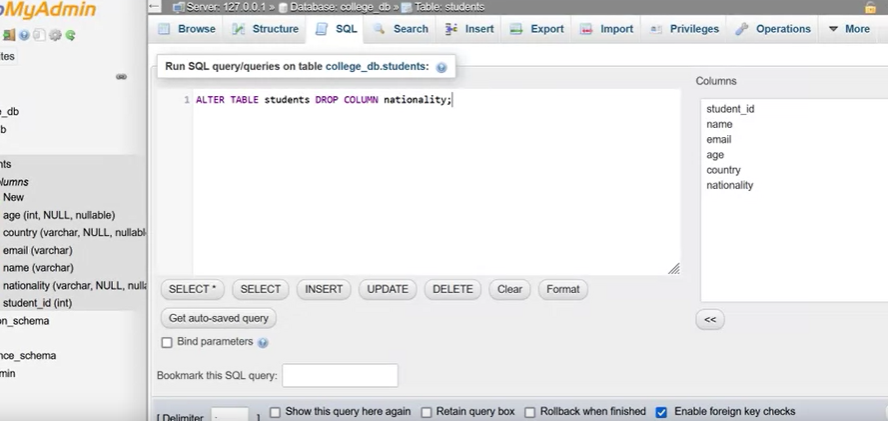 MyAdmin
Server: 127.0.0.1 » Database: college_db » Table: students
Browse Structure SQL Search Insert Export Import Privileges Operations More
Run SQL query/queries on table college_db.students:
1 ALTER TABLE students DROP COLUMN nationality;
Columns
student_id
name
email
age
country
nationality
<<
SELECT * SELECT INSERT UPDATE DELETE Clear Format
Get auto-saved query
Bind parameters
Bookmark this SQL query:
[ Delimiter ; ] Show this query here again Retain query box Rollback when finished Enable foreign key checks
ites
e_db
b
nts
olumns
New
age (int, NULL, nullable)
country (varchar, NULL, nullabl
email (varchar)
name (varchar)
nationality (varchar, NULL, nulla
student_id (int)
on_schema
nce_schema
min